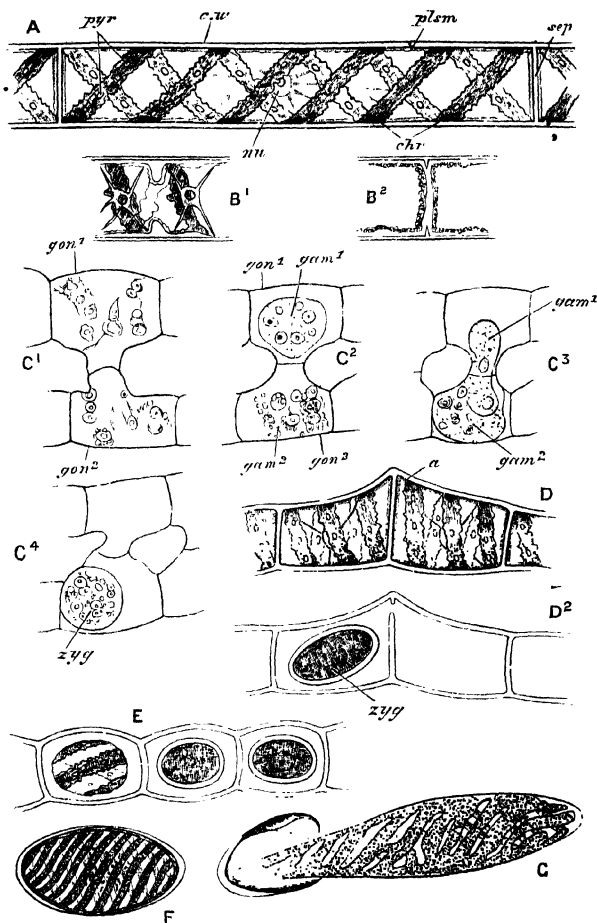 A pyr c.w plsm sep
nu chr
B¹ B²
gon¹ gon¹ gam¹ gam¹
C¹ C² C³
gon² gam² gon² gam²
a D
C⁴
D²
zyg zyg
E
F G